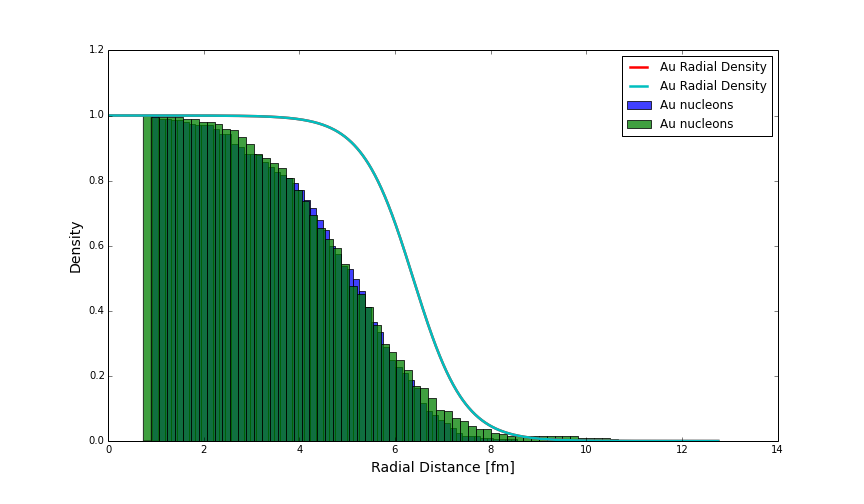 1.2
1.0
0.8
0.6
0.4
0.2
0.0
Density
0 2 4 6 8 10 12 14
Radial Distance [fm]
Au Radial Density
Au Radial Density
Au nucleons
Au nucleons